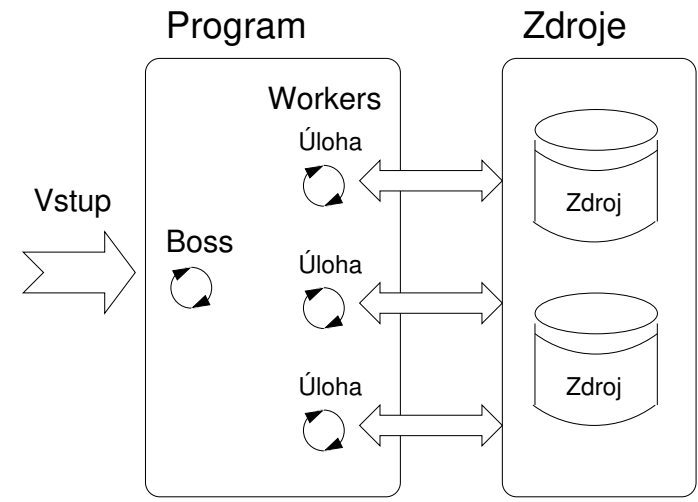 Program
Zdroje
Workers
Úloha
Vstup
Zdroj
Boss
Úloha
Úloha
Zdroj